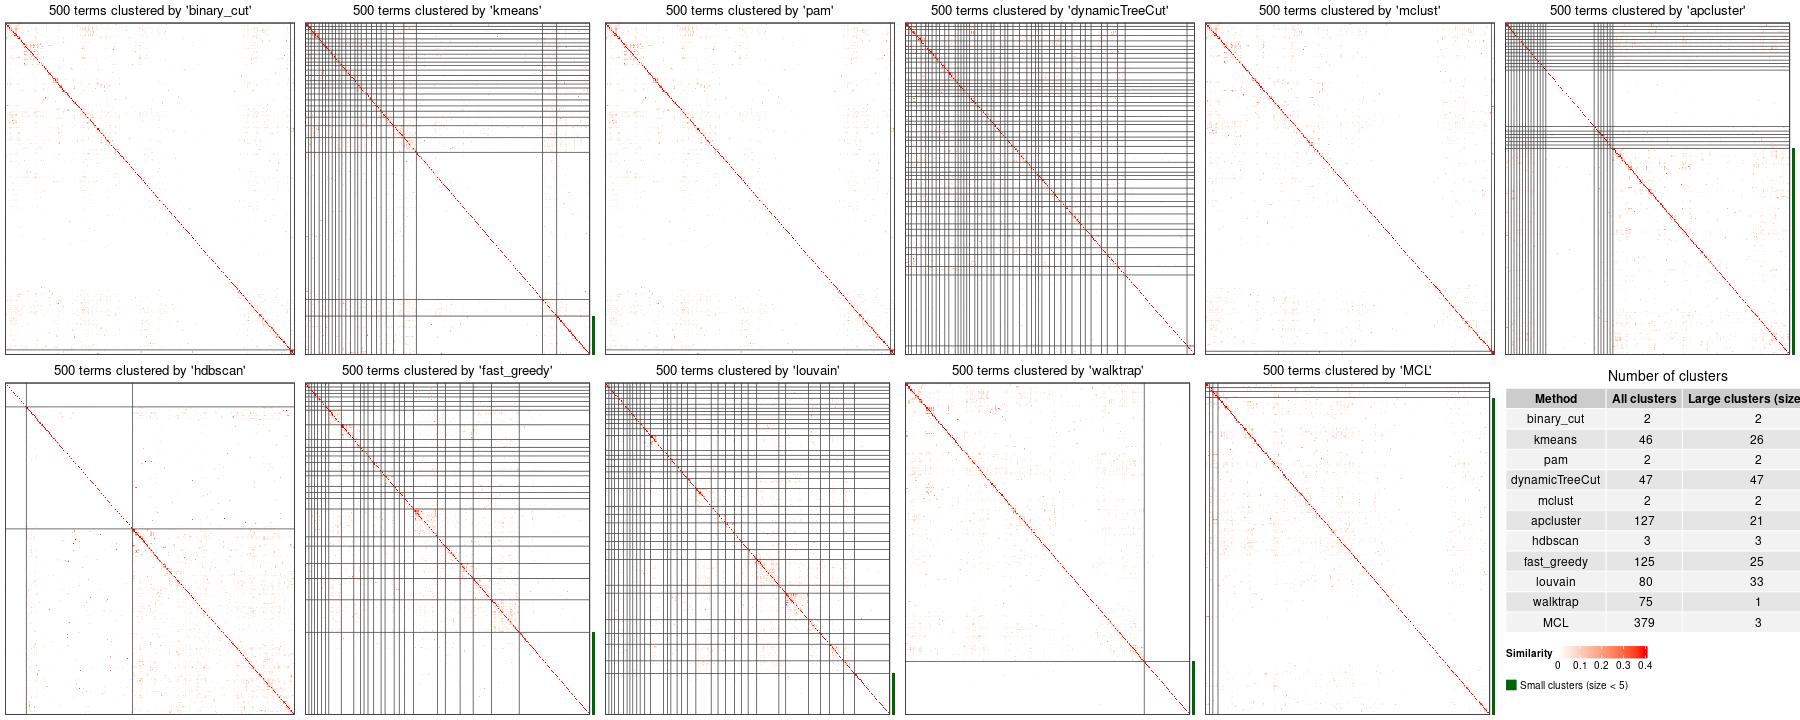 500 terms clustered by 'binary_cut'
500 terms clustered by 'kmeans'
500 terms clustered by 'pam'
500 terms clustered by 'dynamicTreeCut'
500 terms clustered by 'mclust'
500 terms clustered by 'apcluster'
500 terms clustered by 'hdbscan'
500 terms clustered by 'fast_greedy'
500 terms clustered by 'louvain'
500 terms clustered by 'walktrap'
500 terms clustered by 'MCL'
Number of clusters
Method All clusters Large clusters (size
binary_cut 2 2
kmeans 46 26
pam 2 2
dynamicTreeCut 47 47
mclust 2 2
apcluster 127 21
hdbscan 3 3
fast_greedy 125 25
louvain 80 33
walktrap 75 1
MCL 379 3
Similarity
0 0.1 0.2 0.3 0.4
Small clusters (size < 5)